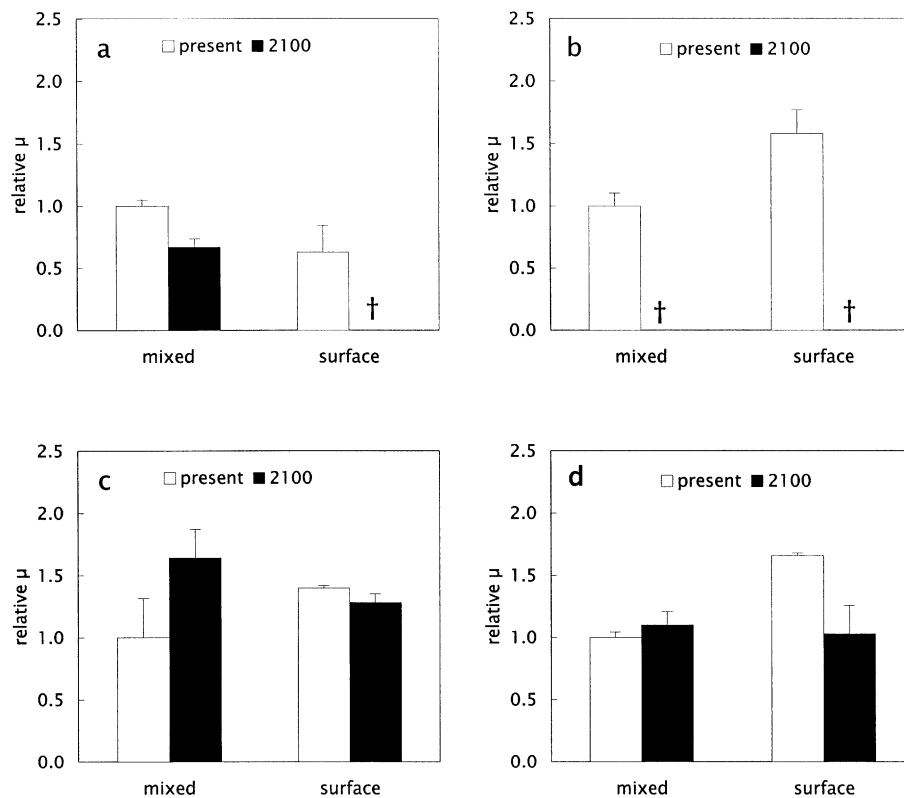 a
present 2100
2.5
2.0
1.5
1.0
0.5
0.0
relative μ
†
mixed surface
b
present 2100
2.5
2.0
1.5
1.0
0.5
0.0
relative μ
† †
mixed surface
c
present 2100
2.5
2.0
1.5
1.0
0.5
0.0
relative μ
mixed surface
d
present 2100
2.5
2.0
1.5
1.0
0.5
0.0
relative μ
mixed surface